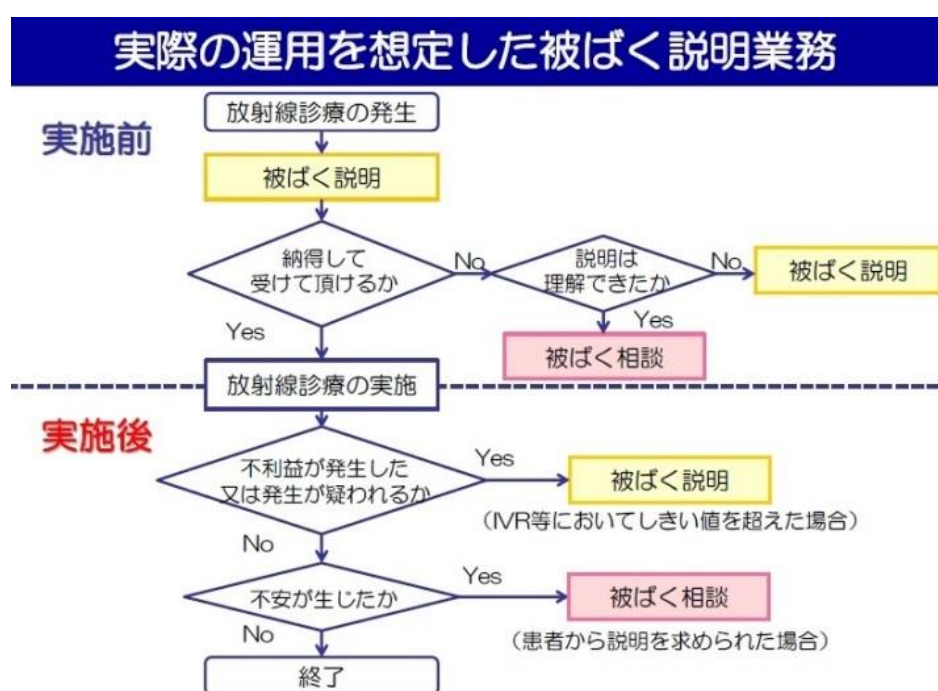 実際の運用を想定した被ばく説明業務
放射線診療の発生
実施前
被ばく説明
納得して
受けて頂けるか
No
説明は
理解できたか
No
被ばく説明
Yes
Yes
被ばく相談
放射線診療の実施
実施後
不利益が発生した
又は発生が疑われるか
Yes
被ばく説明
(IVR等においてしきい値を超えた場合)
No
不安が生じたか
Yes
被ばく相談
(患者から説明を求められた場合)
No
終了